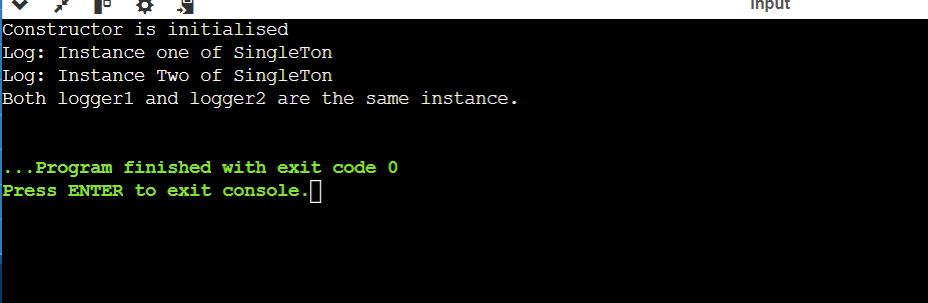 input
Constructor is initialised
Log: Instance one of SingleTon
Log: Instance Two of SingleTon
Both logger1 and logger2 are the same instance.
...Program finished with exit code 0
Press ENTER to exit console.